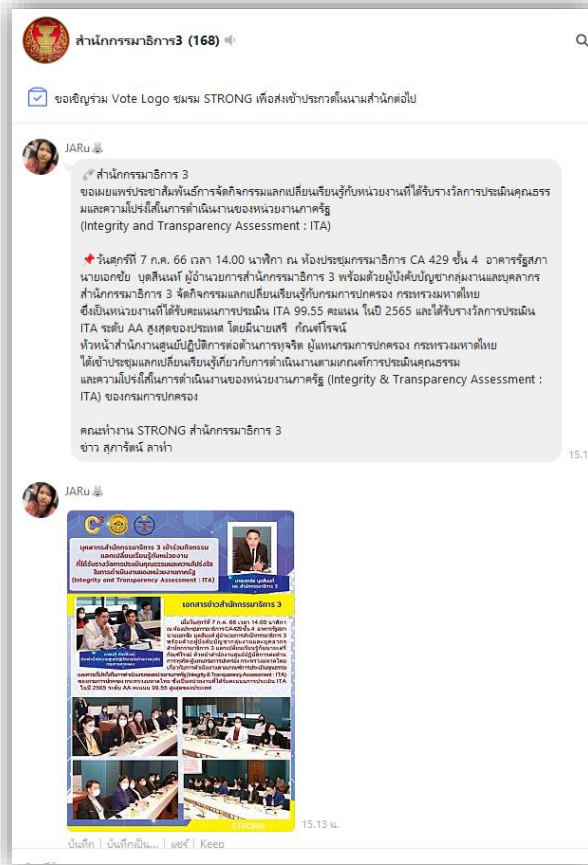 สำนักกรรมาธิการ3 (168)
ขอเชิญร่วม Vote Logo ชมรม STRONG เพื่อส่งเข้าประกวดในนามสำนักต่อไป
JARu
สำนักกรรมาธิการ 3
ขอเผยแพร่ประชาสัมพันธ์การจัดกิจกรรมแลกเปลี่ยนเรียนรู้กับหน่วยงานที่ได้รับรางวัลการประเมินคุณธรร
มและความโปร่งใสในการดำเนินงานของหน่วยงานภาครัฐ
(Integrity and Transparency Assessment : ITA)
วันศุกร์ที่ 7 ก.ค. 66 เวลา 14.00 นาฬิกา ณ ห้องประชุมกรรมาธิการ CA 429 ชั้น 4 อาคารรัฐสภา
นายเอกชัย บุดสีนนท์ ผู้อำนวยการสำนักกรรมาธิการ 3 พร้อมด้วยผู้บังคับบัญชากลุ่มงานและบุคลากร
สำนักกรรมาธิการ 3 จัดกิจกรรมแลกเปลี่ยนเรียนรู้กับกรมการปกครอง กระทรวงมหาดไทย
ซึ่งเป็นหน่วยงานที่ได้รับคะแนนการประเมิน ITA 99.55 คะแนน ในปี 2565 และได้รับรางวัลการประเมิน
ITA ระดับ AA สูงสุดของประเทศ โดยมีนายเสรี กัณฑ์โรจน์
หัวหน้าสำนักงานศูนย์ปฏิบัติการต่อต้านการทุจริต ผู้แทนกรมการปกครอง กระทรวงมหาดไทย
ได้เข้าประชุมแลกเปลี่ยนเรียนรู้เกี่ยวกับการดำเนินงานตามเกณฑ์การประเมินคุณธรรม
และความโปร่งใสในการดำเนินงานของหน่วยงานภาครัฐ (Integrity & Transparency Assessment :
ITA) ของกรมการปกครอง
คณะทำงาน STRONG สำนักกรรมาธิการ 3
ข่าว สุภารัตน์ ลาทำ
JARu
บุคลากรสำนักกรรมาธิการ 3 เข้าร่วมกิจกรรม
แลกเปลี่ยนเรียนรู้กับหน่วยงาน
ที่ได้รับรางวัลการประเมินคุณธรรมและความโปร่งใส
ในการดำเนินงานของหน่วยงานภาครัฐ
(Integrity and Transparency Assessment : ITA)
เอกสารข่าวสำนักกรรมาธิการ 3
STRONG
15.13 น.
บันทึก | บันทึกเป็น... | แชร์ | Keep